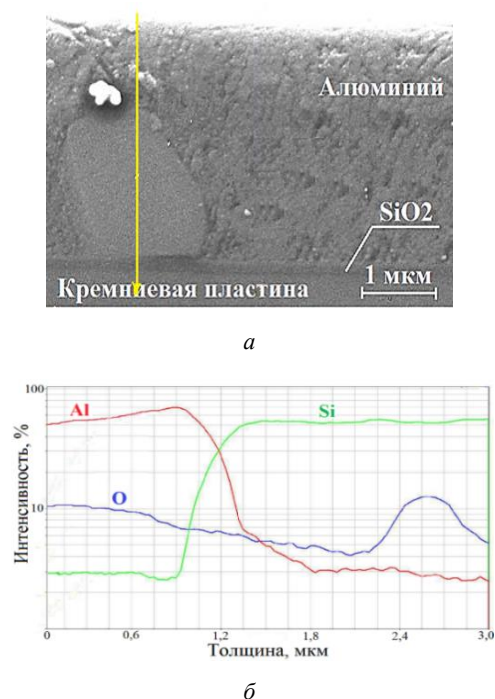 Алюминий
SiO2
1 мкм
Кремниевая пластина
а
100
Al
Si
Интенсивность, %
O
10
0
0,6
1,2
1,8
2,4
3,0
Толщина, мкм
б